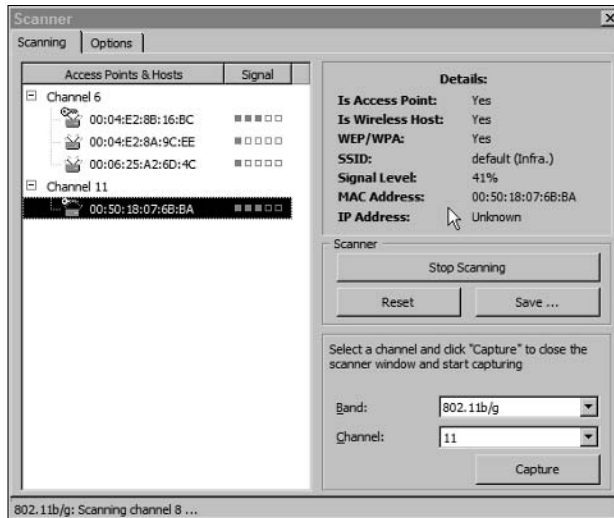 Scanner
Scanning
Options
Access Points & Hosts
Signal
Channel 6
00:04:E2:8B:16:BC
00:04:E2:8A:9C:EE
00:06:25:A2:6D:4C
Channel 11
00:50:18:07:6B:BA
Details:
Is Access Point: Yes
Is Wireless Host: Yes
WEP/WPA: Yes
SSID: default (Infra.)
Signal Level: 41%
MAC Address: 00:50:18:07:6B:BA
IP Address: Unknown
Scanner
Stop Scanning
Reset
Save ...
Select a channel and click "Capture" to close the
scanner window and start capturing
Band: 802.11b/g
Channel: 11
Capture
802.11b/g: Scanning channel 8 ...